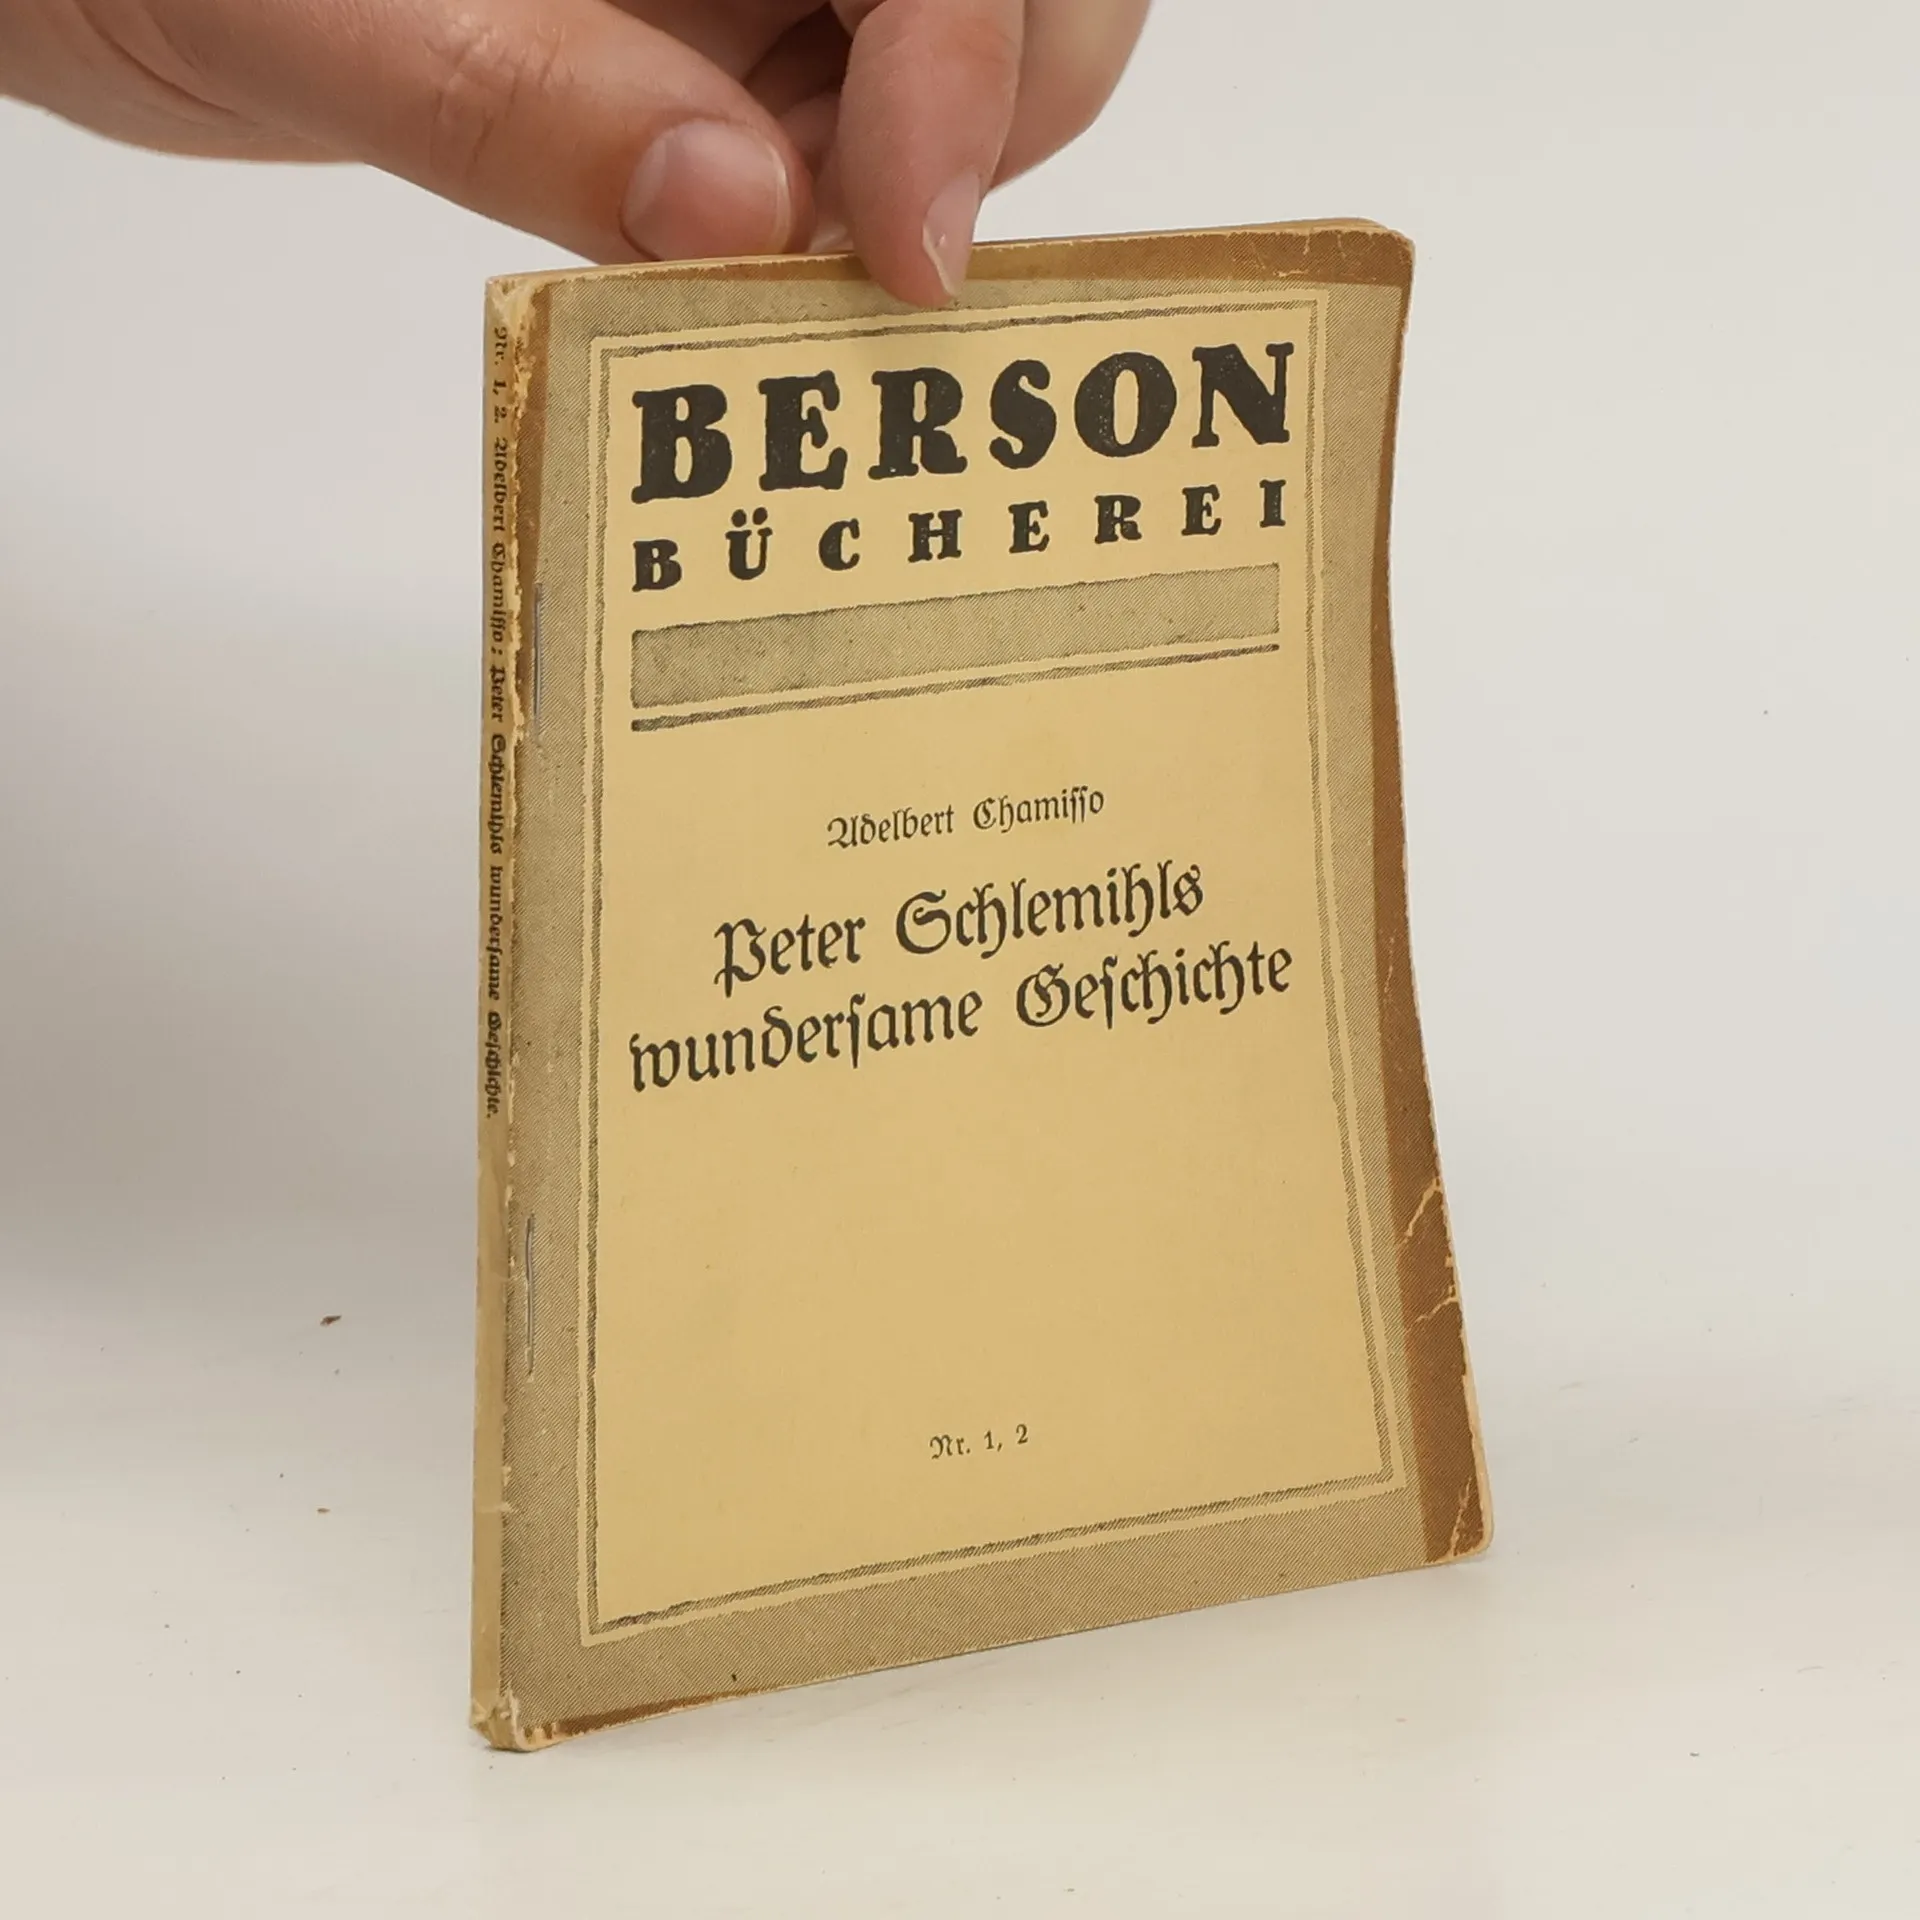 BERSON
BÜCHEREI
Adelbert Chamiſſo
Peter Schlemihls
wunderſame Geſchichte
Nr. 1, 2
Nr. 1, 2. Adelbert Chamiſſo: Peter Schlemihls wunderſame Geſchichte.